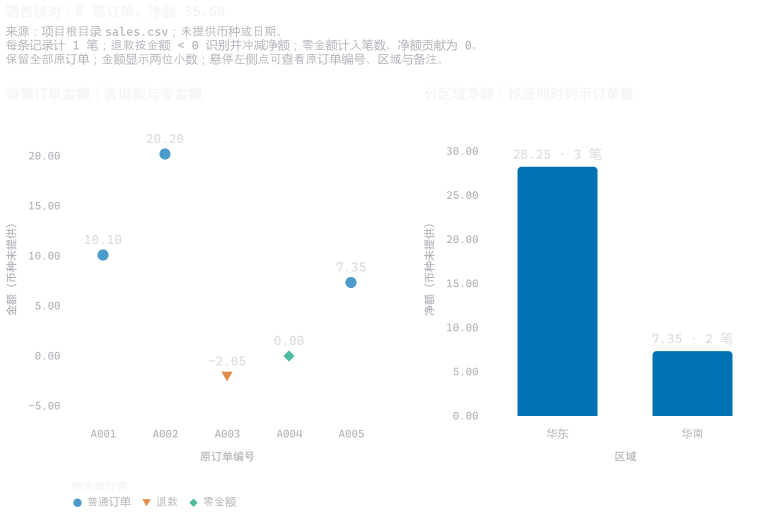 销售核对｜5 笔订单，净额 35.60
来源：项目根目录 sales.csv；未提供币种或日期。
每条记录计 1 笔；退款按金额 < 0 识别并冲减净额；零金额计入笔数、净额贡献为 0。
保留全部原订单；金额显示两位小数；悬停左侧点可查看原订单编号、区域与备注。
每笔订单金额｜含退款与零金额
金额（币种未提供）
20.00
15.00
10.00
5.00
0.00
−5.00
10.10
20.20
−2.05
0.00
7.35
A001
A002
A003
A004
A005
原订单编号
按金额分类
普通订单
退款
零金额
分区域净额｜标签同时列示订单数
净额（币种未提供）
30.00
25.00
20.00
15.00
10.00
5.00
0.00
28.25 · 3 笔
7.35 · 2 笔
华东
华南
区域